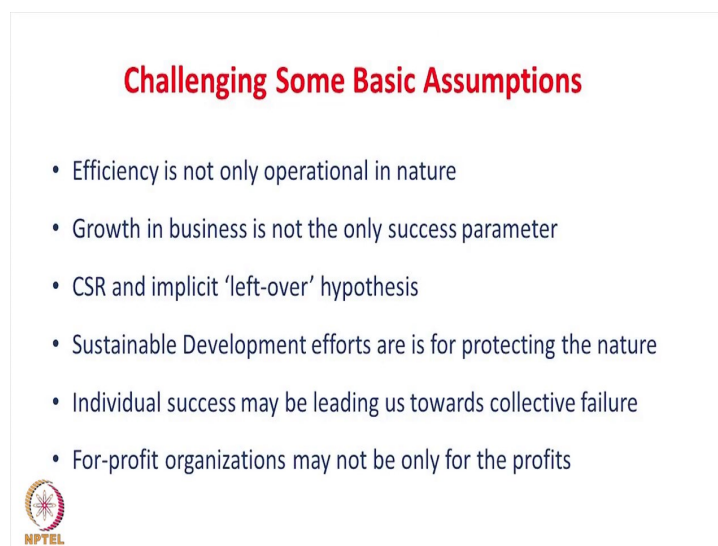 Challenging Some Basic Assumptions
• Efficiency is not only operational in nature
• Growth in business is not the only success parameter
• CSR and implicit ‘left-over’ hypothesis
• Sustainable Development efforts are is for protecting the nature
• Individual success may be leading us towards collective failure
• For-profit organizations may not be only for the profits
NPTEL